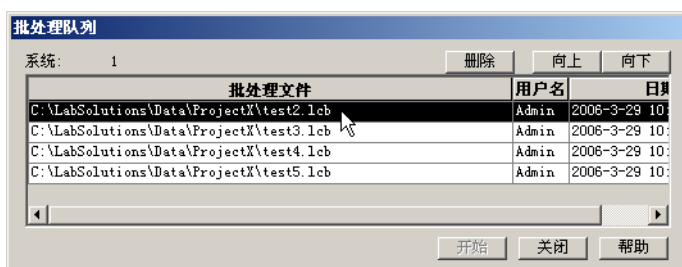 批处理队列
系统: 1 删除 向上 向下
批处理文件 用户名
C:\LabSolutions\Data\ProjectX\test2.lcb Admin 2006-3-29 10:
C:\LabSolutions\Data\ProjectX\test3.lcb Admin 2006-3-29 10:
C:\LabSolutions\Data\ProjectX\test4.lcb Admin 2006-3-29 10:
C:\LabSolutions\Data\ProjectX\test5.lcb Admin 2006-3-29 10:
开始 关闭 帮助